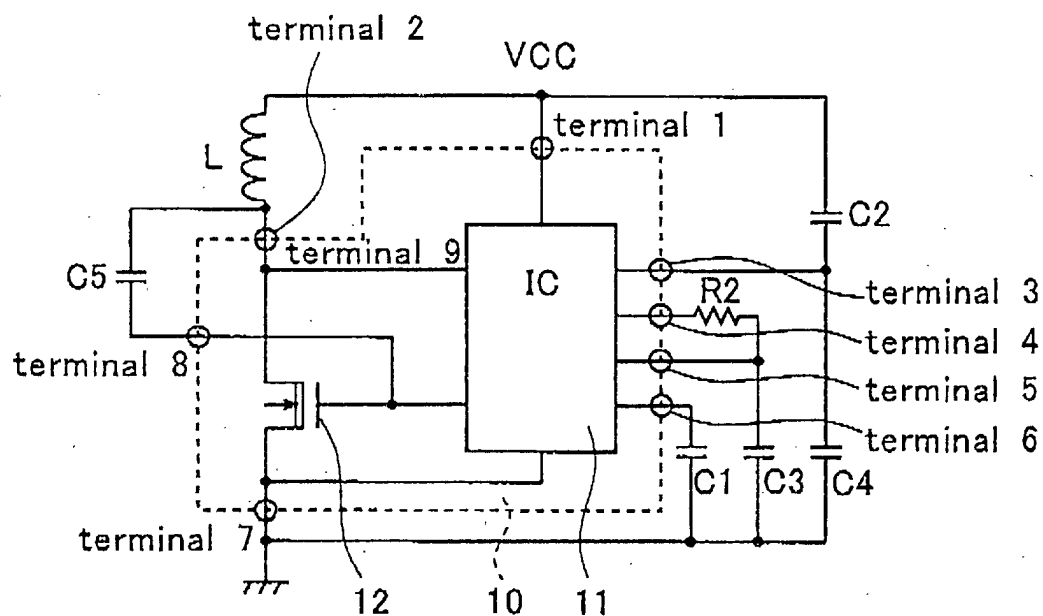 terminal 2
VCC
terminal 1
L
C2
terminal 9
C5
IC
terminal 3
R2
terminal 4
terminal 8
terminal 5
terminal 6
C1
C3
C4
terminal 7
12
10
11